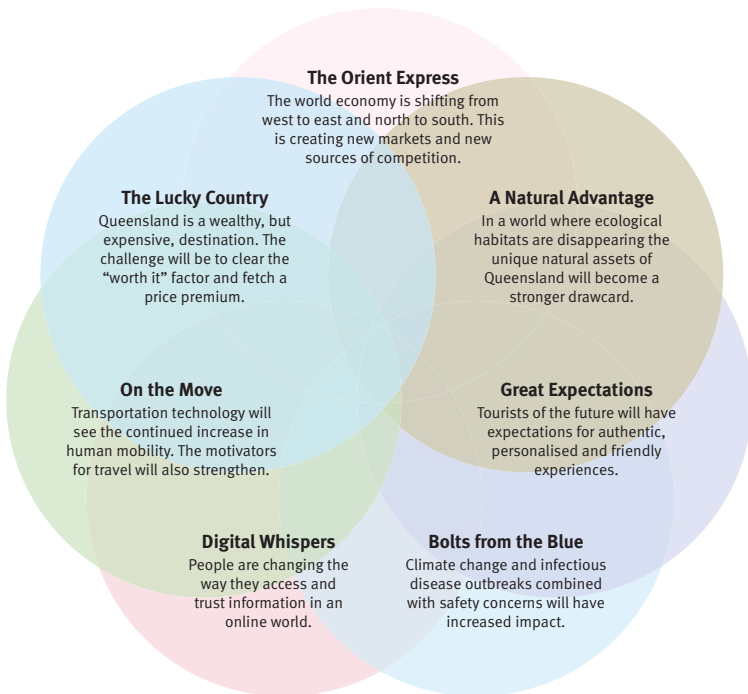 The Orient Express
The world economy is shifting from
west to east and north to south. This
is creating new markets and new
sources of competition.
The Lucky Country
Queensland is a wealthy, but
expensive, destination. The
challenge will be to clear the
“worth it” factor and fetch a
price premium.
A Natural Advantage
In a world where ecological
habitats are disappearing the
unique natural assets of
Queensland will become a
stronger drawcard.
On the Move
Transportation technology will
see the continued increase in
human mobility. The motivators
for travel will also strengthen.
Great Expectations
Tourists of the future will have
expectations for authentic,
personalised and friendly
experiences.
Digital Whispers
People are changing the
way they access and
trust information in an
online world.
Bolts from the Blue
Climate change and infectious
disease outbreaks combined
with safety concerns will have
increased impact.